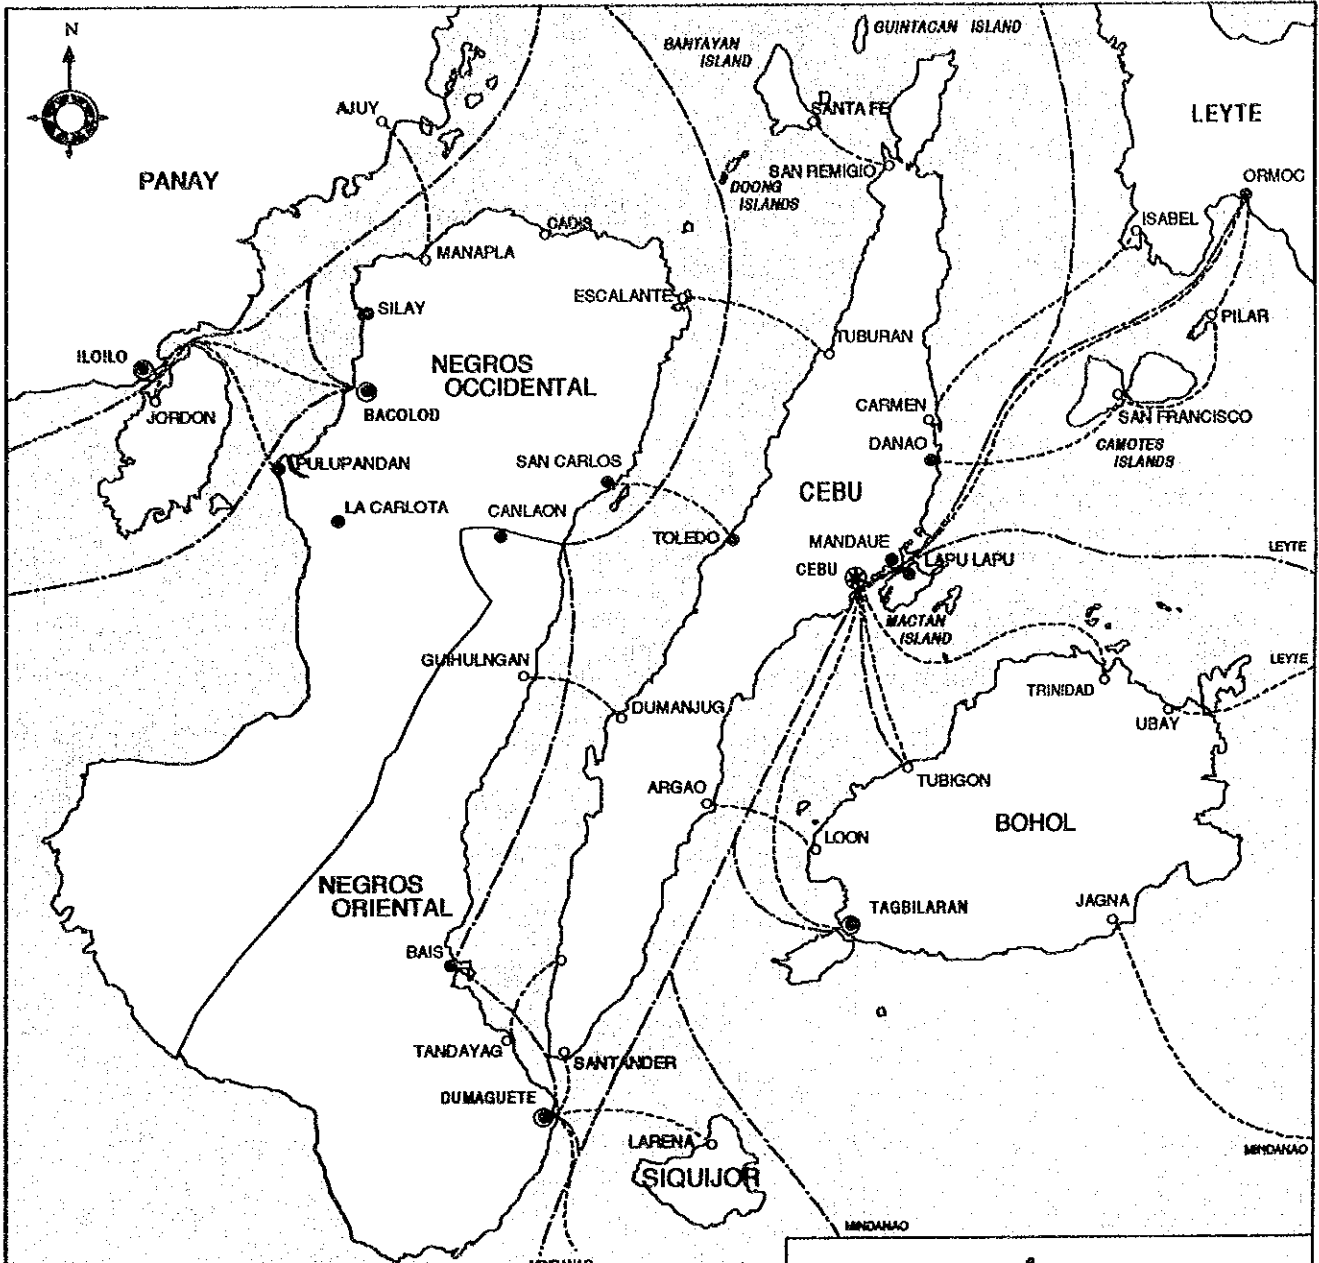 N
GUINTACAN ISLAND
BANTAYAN
ISLAND
AJUY
SANTA FE
LEYTE
PANAY
SAN REMIGIO
DOONG
ISLANDS
ORMOC
ISABEL
CADIS
MANAPLA
ESCALANTE
SILAY
PILAR
TUBURAN
ILOILO
NEGROS
OCCIDENTAL
JORDON
BACOLOD
CARMEN
SAN FRANCISCO
DANAO
CAMOTES
ISLANDS
PULUPANDAN
SAN CARLOS
CEBU
LA CARLOTA
CANLAON
TOLEDO
MANDAUE
LEYTE
CEBU
LAPU LAPU
MACTAN
ISLAND
GUIHULNGAN
LEYTE
TRINIDAD
DUMANJUG
UBAY
TUBIGON
ARGAO
BOHOL
LOON
NEGROS
ORIENTAL
TAGBILARAN
JAGNA
BAIS
TANDAYAG
SANTANDER
DUMAGUETE
LARENA
SIQUIJOR
MINDANAO
MINDANAO